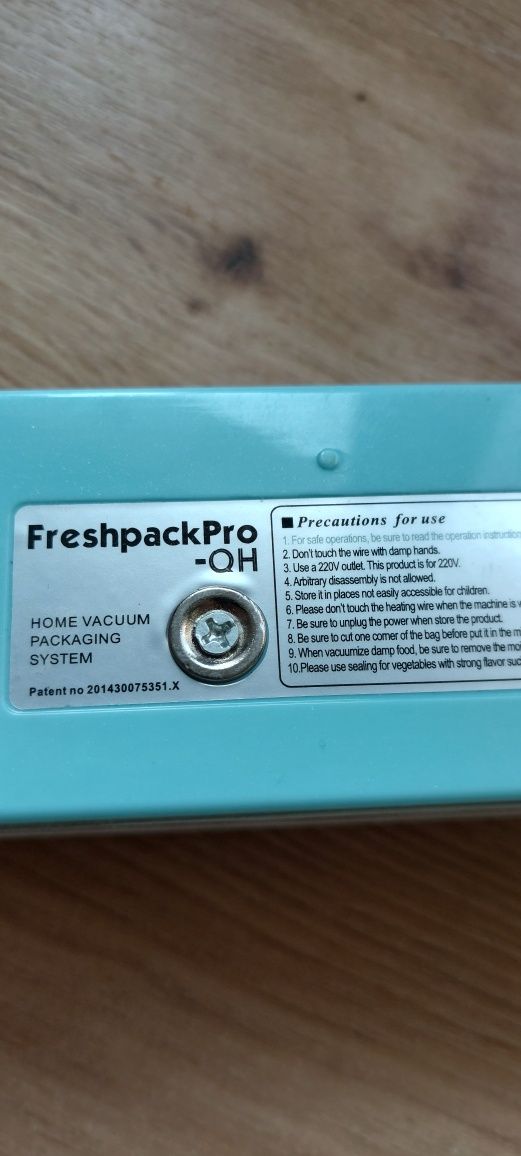 FreshpackPro
-QH
HOME VACUUM
PACKAGING
SYSTEM
Patent no 201430075351.X
■ Precautions for use
1. For safe operations, be sure to read the operation
2. Don't touch the wire with damp hands.
3. Use a 220V outlet. This product is for 220V.
4. Arbitrary disassembly is not allowed.
5. Store it in places not easily accessible for children.
6. Please don't touch the heating wire when the machine is
7. Be sure to unplug the power when store the product.
8. Be sure to cut one corner of the bag before put it in the
9. When vacuumize damp food, be sure to remove the
10.Please use sealing for vegetables with strong flavor